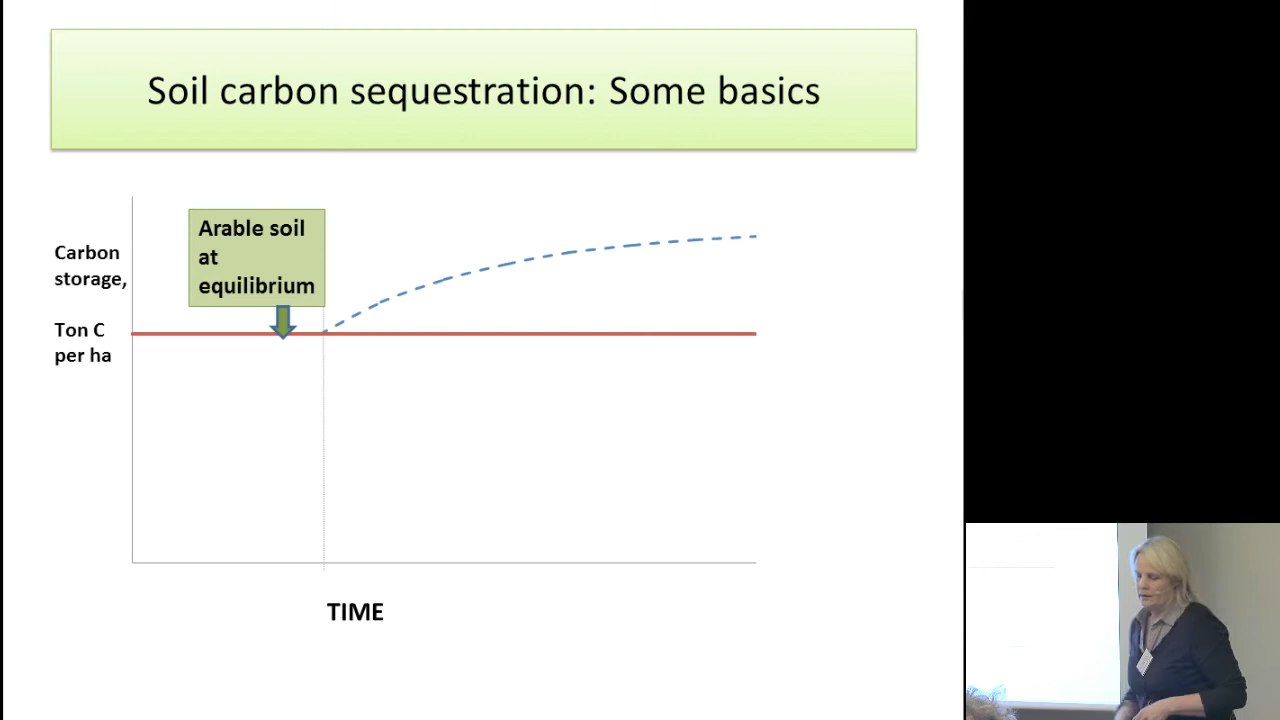 Soil carbon sequestration: Some basics
Arable soil
at
equilibrium
Carbon
storage,
Ton C
per ha
TIME